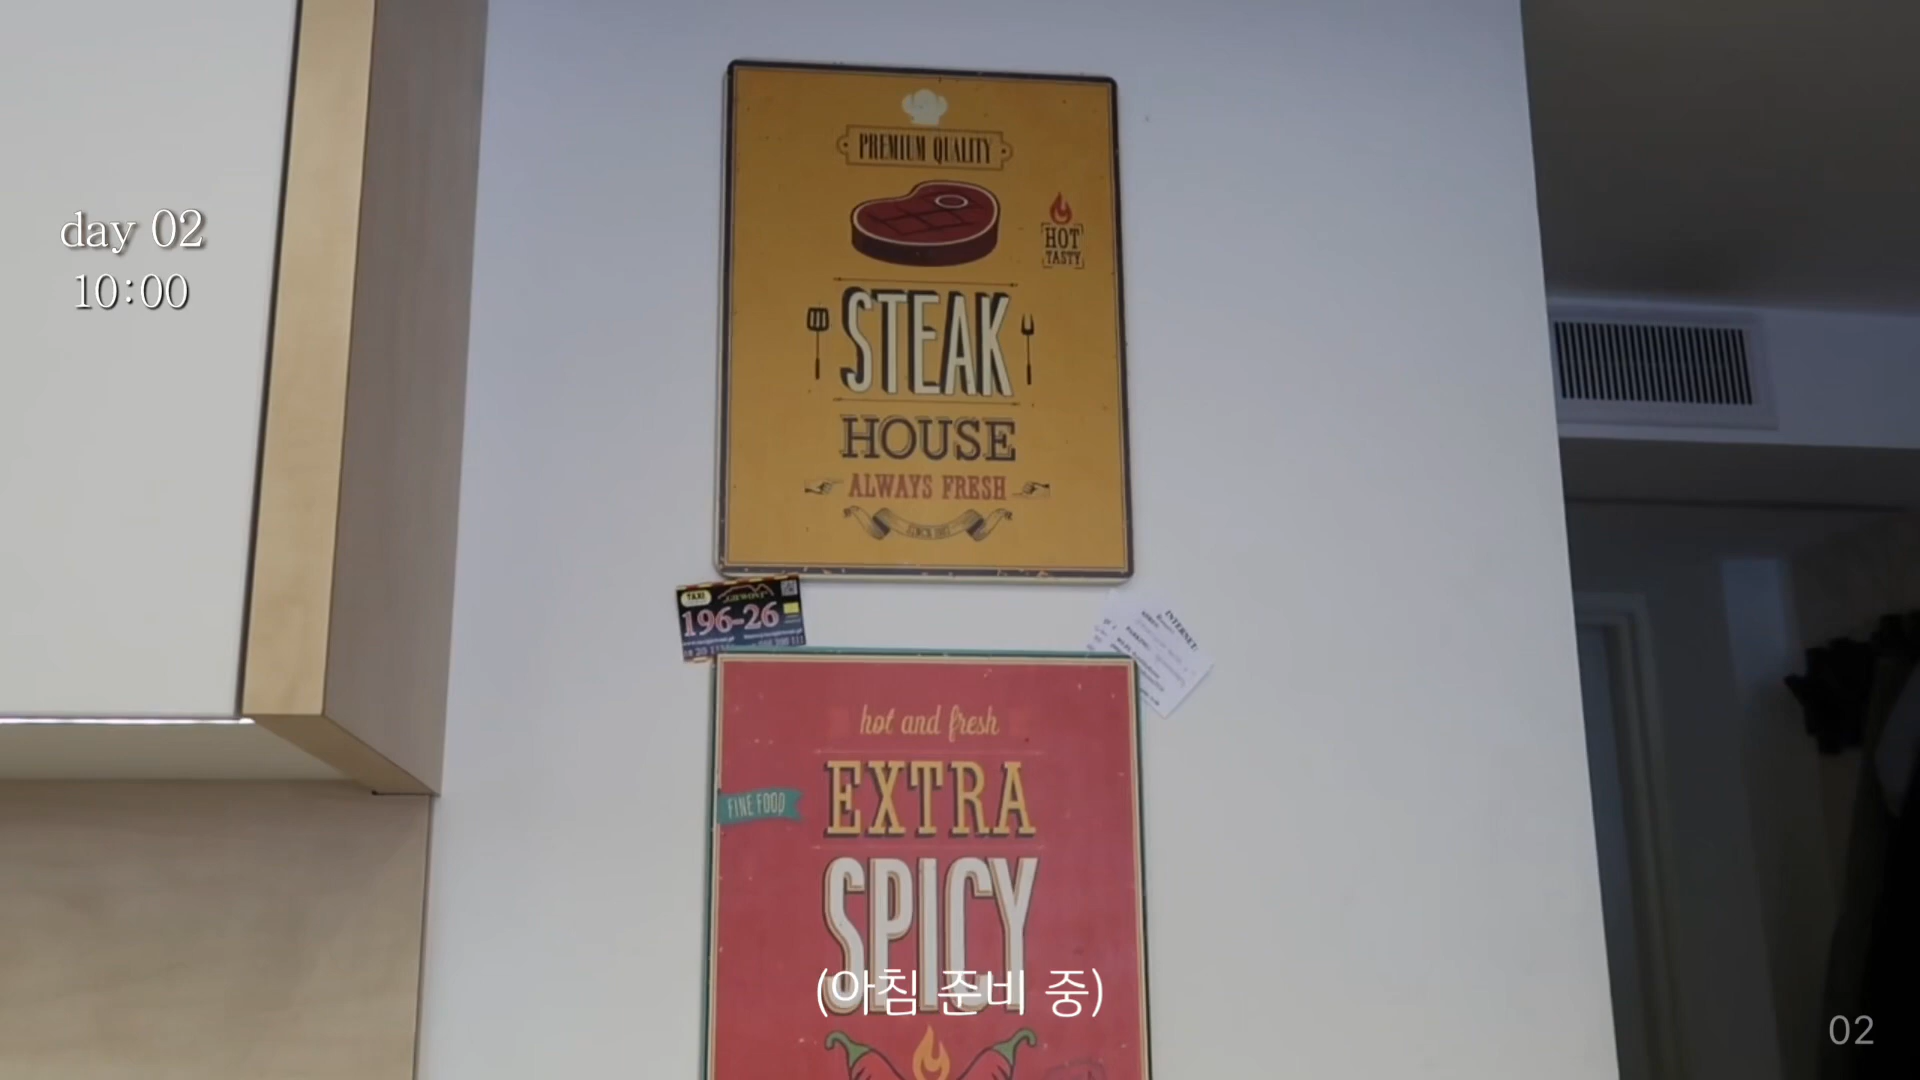 day 02
10:00
PREMIUM QUALITY
HOT
TASTY
STEAK
HOUSE
ALWAYS FRESH
TAXI
196-26
INTERNET:
hot and fresh
FINE FOOD
EXTRA
SPICY
(아침 준비 중)
02